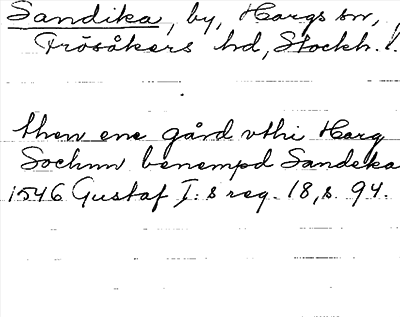 Sandika, by, Hargs sn,
Frösåkers hd, Stockh. l.
then ene gård vthi Harg
Sochnn benempd Sandeka
1546 Gustaf I:s reg. 18, s. 94.